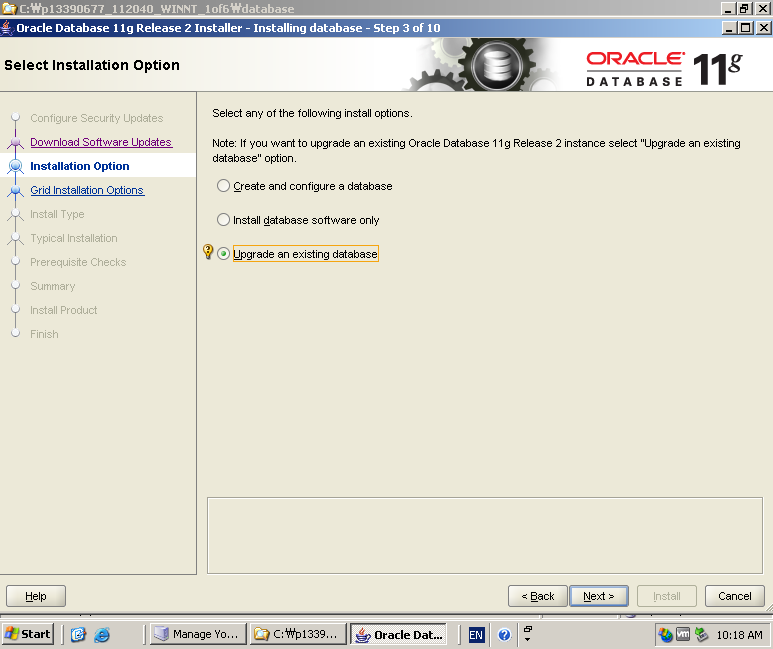 C:₩p13390677_112040_WINNT_1of6₩database
Oracle Database 11g Release 2 Installer - Installing database - Step 3 of 10
Select Installation Option
ORACLE
DATABASE 11g
Configure Security Updates
Download Software Updates
Installation Option
Grid Installation Options
Install Type
Typical Installation
Prerequisite Checks
Summary
Install Product
Finish
Select any of the following install options.
Note: If you want to upgrade an existing Oracle Database 11g Release 2 instance select "Upgrade an existing
database" option.
Create and configure a database
Install database software only
Upgrade an existing database
Help
< Back
Next >
Install
Cancel
Start
Manage Yo...
C:₩p1339...
Oracle Dat...
EN
10:18 AM